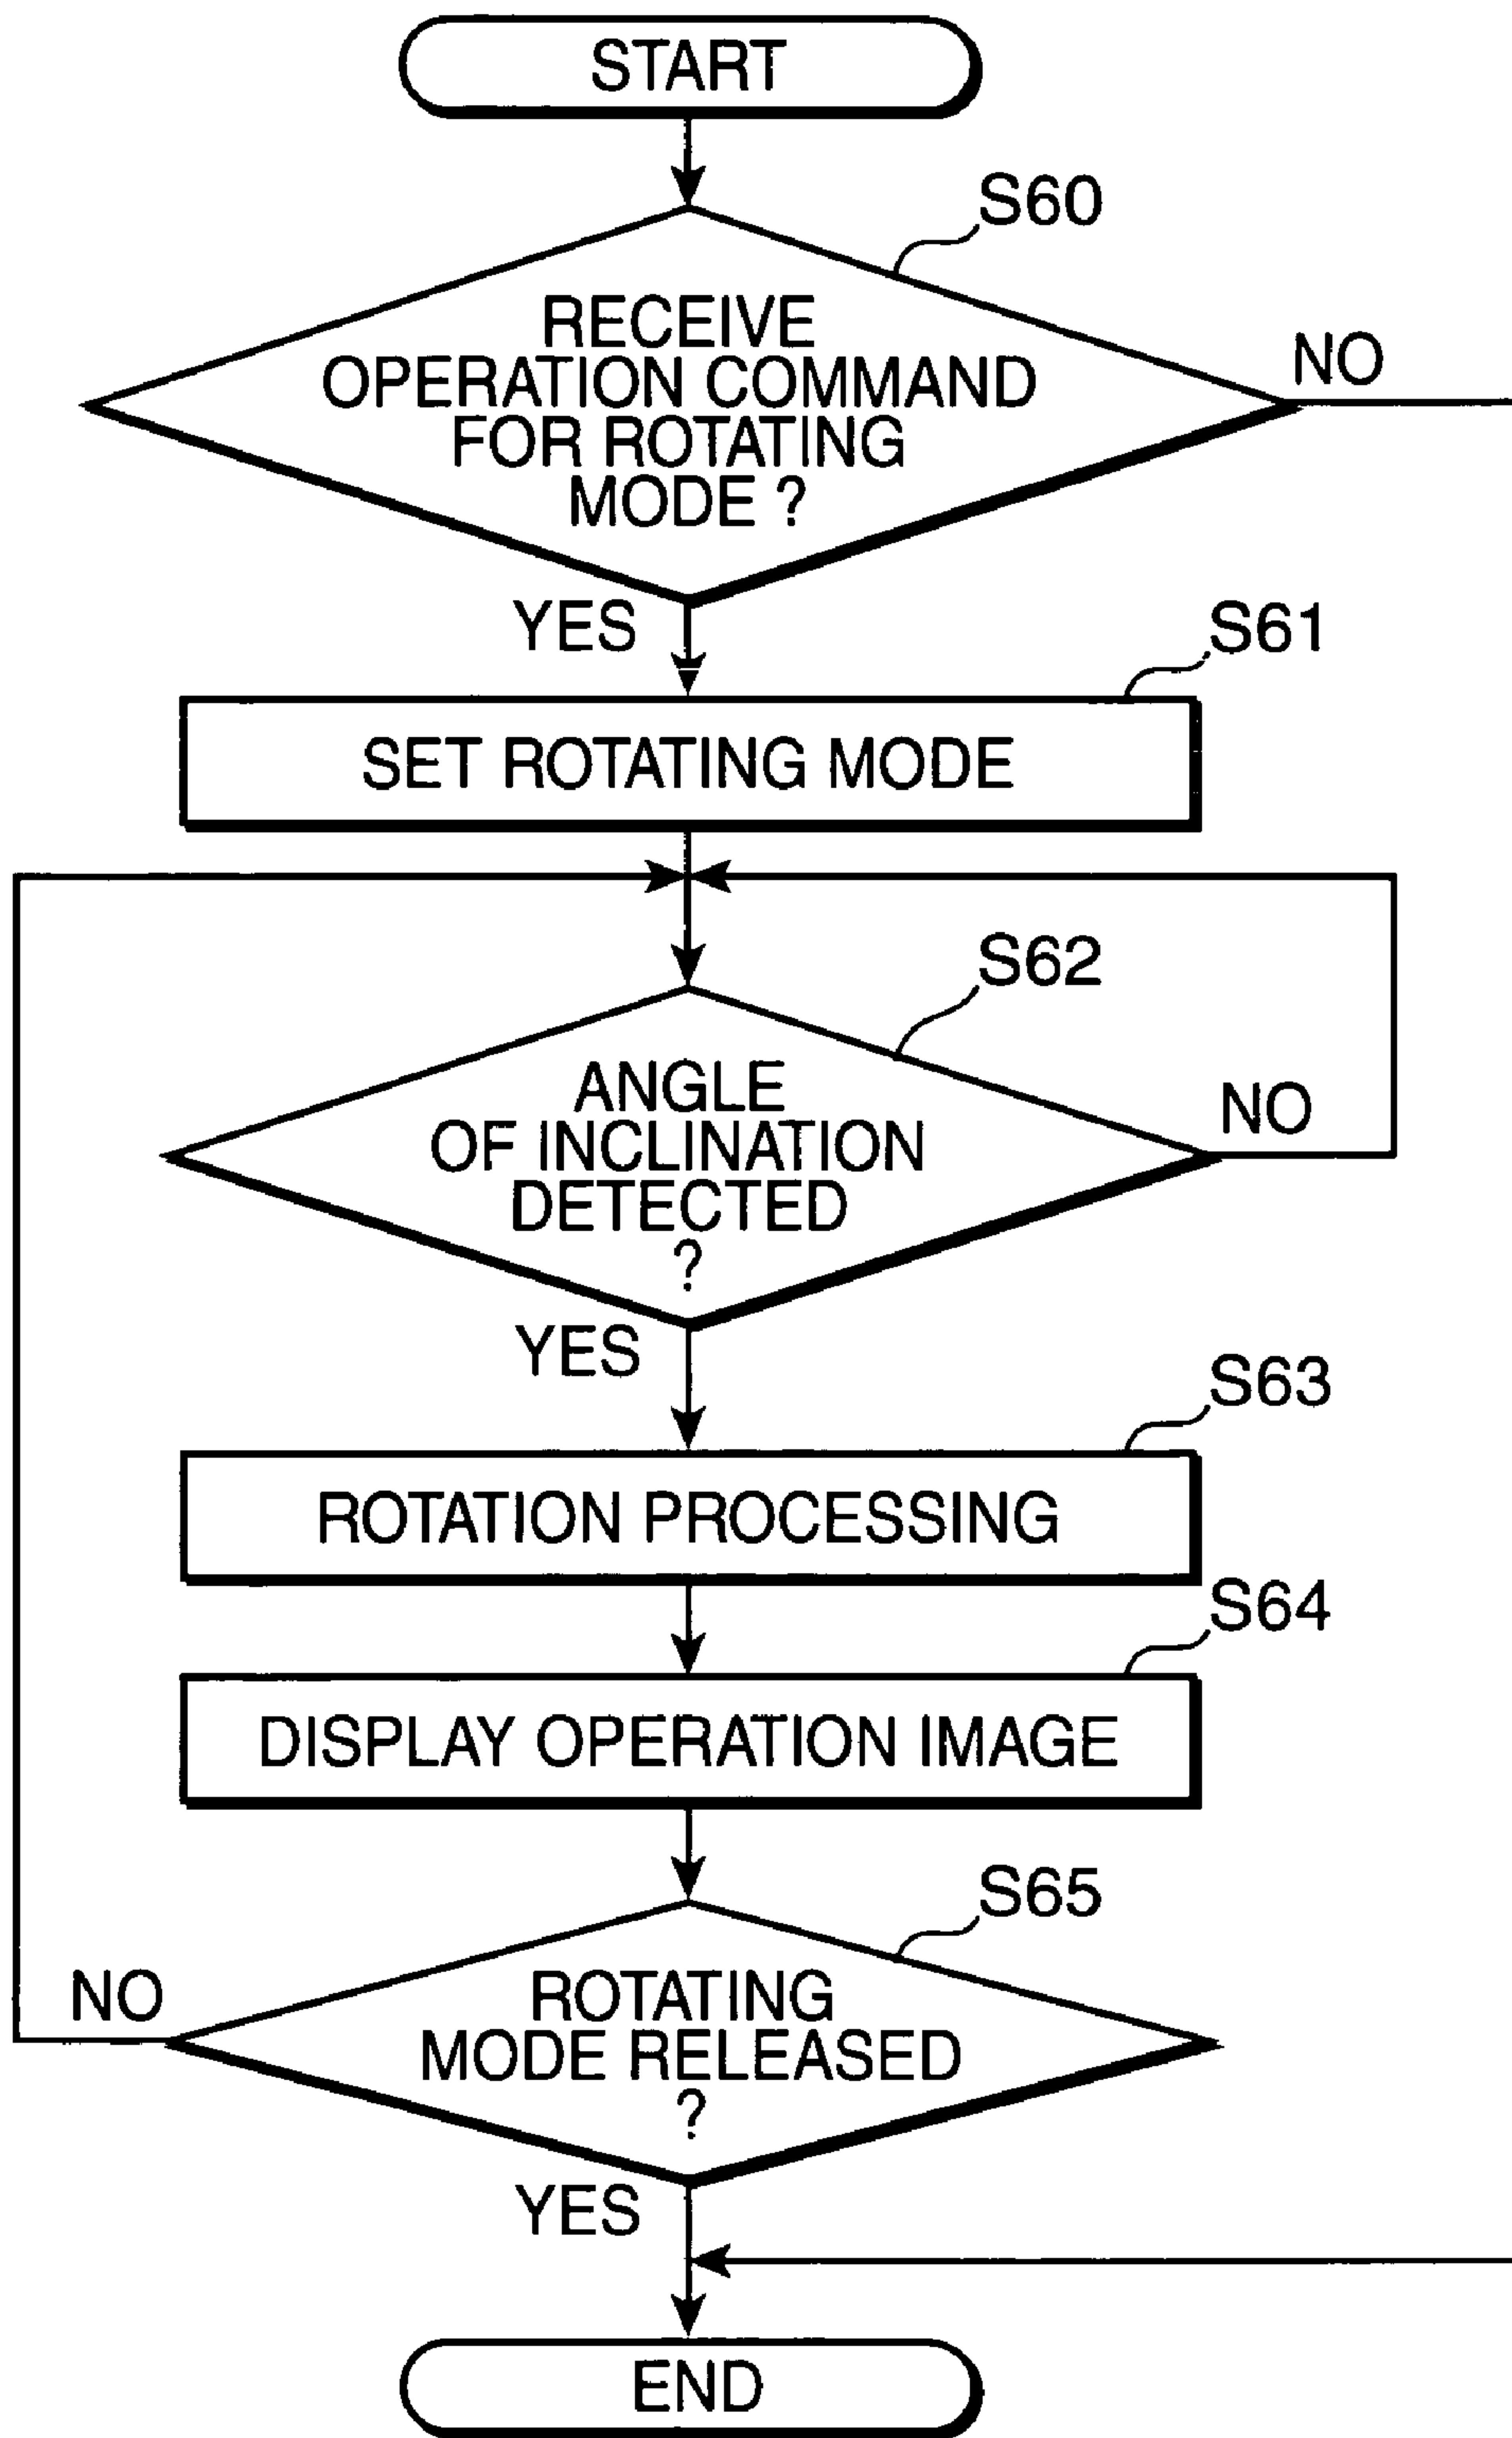 START
S60
RECEIVE
OPERATION COMMAND
FOR ROTATING
MODE ?
NO
YES
S61
SET ROTATING MODE
S62
ANGLE
OF INCLINATION
DETECTED
?
NO
YES
S63
ROTATION PROCESSING
S64
DISPLAY OPERATION IMAGE
S65
ROTATING
MODE RELEASED
?
NO
YES
END